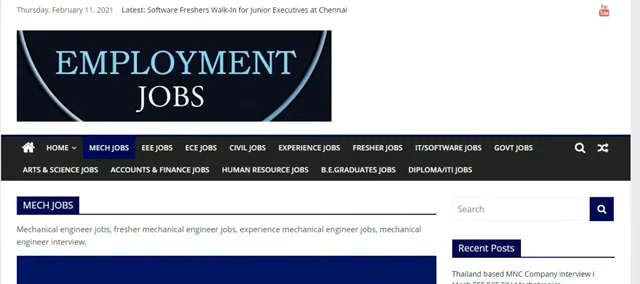 Thursday, February 11, 2021 Latest: Software Freshers Walk-In for Junior Executives at Chennai
EMPLOYMENT
JOBS
HOME MECH JOBS EEE JOBS ECE JOBS CIVIL JOBS EXPERIENCE JOBS FRESHER JOBS IT/SOFTWARE JOBS GOVT JOBS
ARTS & SCIENCE JOBS ACCOUNTS & FINANCE JOBS HUMAN RESOURCE JOBS B.E.GRADUATES JOBS DIPLOMA/ITI JOBS
MECH JOBS
Mechanical engineer jobs, fresher mechanical engineer jobs, experience mechanical engineer jobs, mechanical
engineer interview,
Search
Recent Posts
Thailand based MNC Company interview I